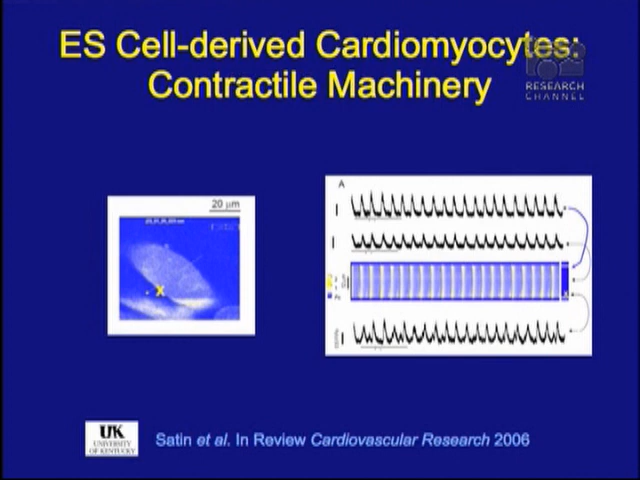 ES Cell-derived Cardiomyocytes:
Contractile Machinery
RESEARCH
CHANNEL
20 µm
A
UK
UNIVERSITY
OF KENTUCKY
Satin et al. In Review Cardiovascular Research 2006